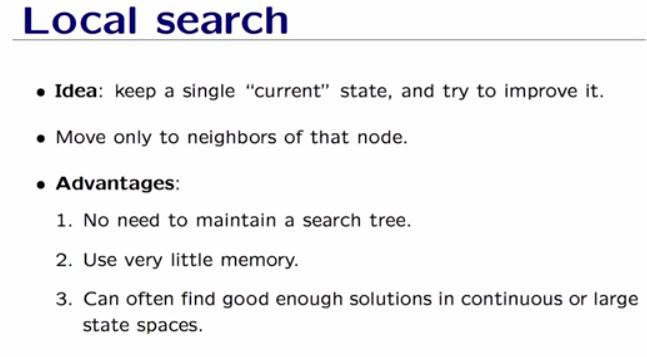 Local search
• Idea: keep a single “current” state, and try to improve it.
• Move only to neighbors of that node.
• Advantages:
1. No need to maintain a search tree.
2. Use very little memory.
3. Can often find good enough solutions in continuous or large
state spaces.